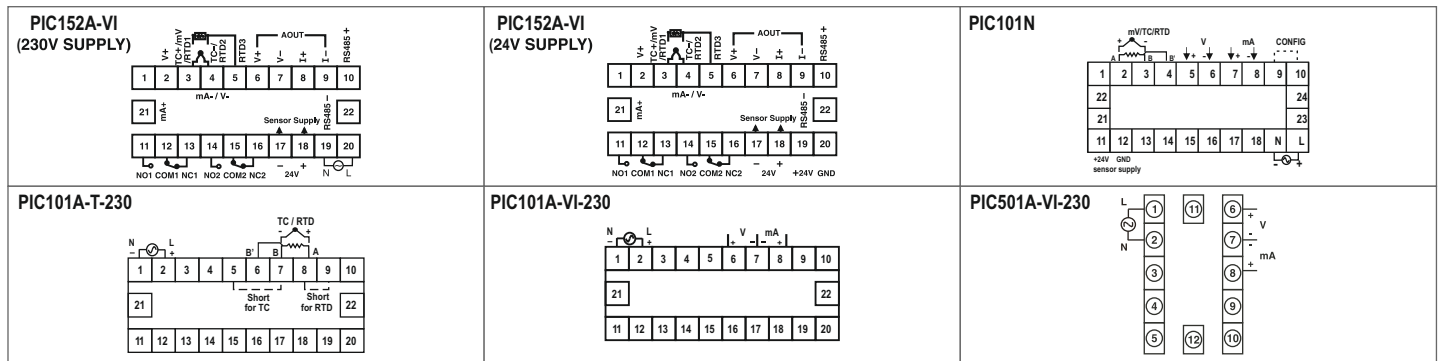 PIC152A-VI
(230V SUPPLY)
V+
TC+/mV
/RTD1
TC-/
RTD2
RTD3
AOUT
V+
V-
I+
I-
RS485 +
1 2 3 4 5 6 7 8 9 10
mA- / V-
21 mA+
Sensor Supply
RS485 -
22
11 12 13 14 15 16 17 18 19 20
NO1 COM1 NC1 NO2 COM2 NC2 - 24V + N L
PIC152A-VI
(24V SUPPLY)
V+
TC+/mV
/RTD1
TC-/
RTD2
RTD3
AOUT
V+
V-
I+
I-
RS485 +
1 2 3 4 5 6 7 8 9 10
mA- / V-
21 mA+
Sensor Supply
RS485 -
22
11 12 13 14 15 16 17 18 19 20
- +
NO1 COM1 NC1 NO2 COM2 NC2 24V +24V GND
PIC101N
mV/TC/RTD V mA CONFIG
+ -
A B B' + - + -
1 2 3 4 5 6 7 8 9 10
22 24
21 23
11 12 13 14 15 16 17 18 N L
+24V GND - +
sensor supply
PIC101A-T-230
TC / RTD
- +
N L
- + B' B A
1 2 3 4 5 6 7 8 9 10
Short Short
for TC for RTD
21 22
11 12 13 14 15 16 17 18 19 20
PIC101A-VI-230
N L V mA
- + + - - +
1 2 3 4 5 6 7 8 9 10
21 22
11 12 13 14 15 16 17 18 19 20
PIC501A-VI-230
L 1 11 6 +
V
N 2 7 -
-
mA
3 8 +
4 9
5 12 10